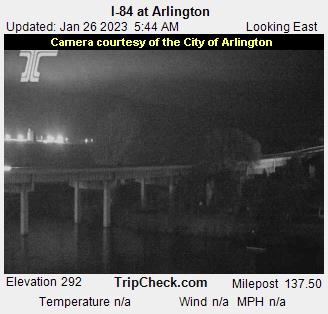 I-84 at Arlington
Updated: Jan 26 2023 5:44 AM Looking East
Camera courtesy of the City of Arlington
Elevation 292 TripCheck.com Milepost 137.50
Temperature n/a Wind n/a MPH n/a